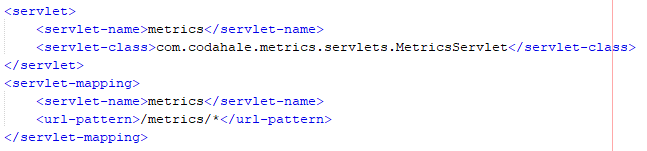 <servlet>
    <servlet-name>metrics</servlet-name>
    <servlet-class>com.codahale.metrics.servlets.MetricsServlet</servlet-class>
</servlet>
<servlet-mapping>
    <servlet-name>metrics</servlet-name>
    <url-pattern>/metrics/*</url-pattern>
</servlet-mapping>